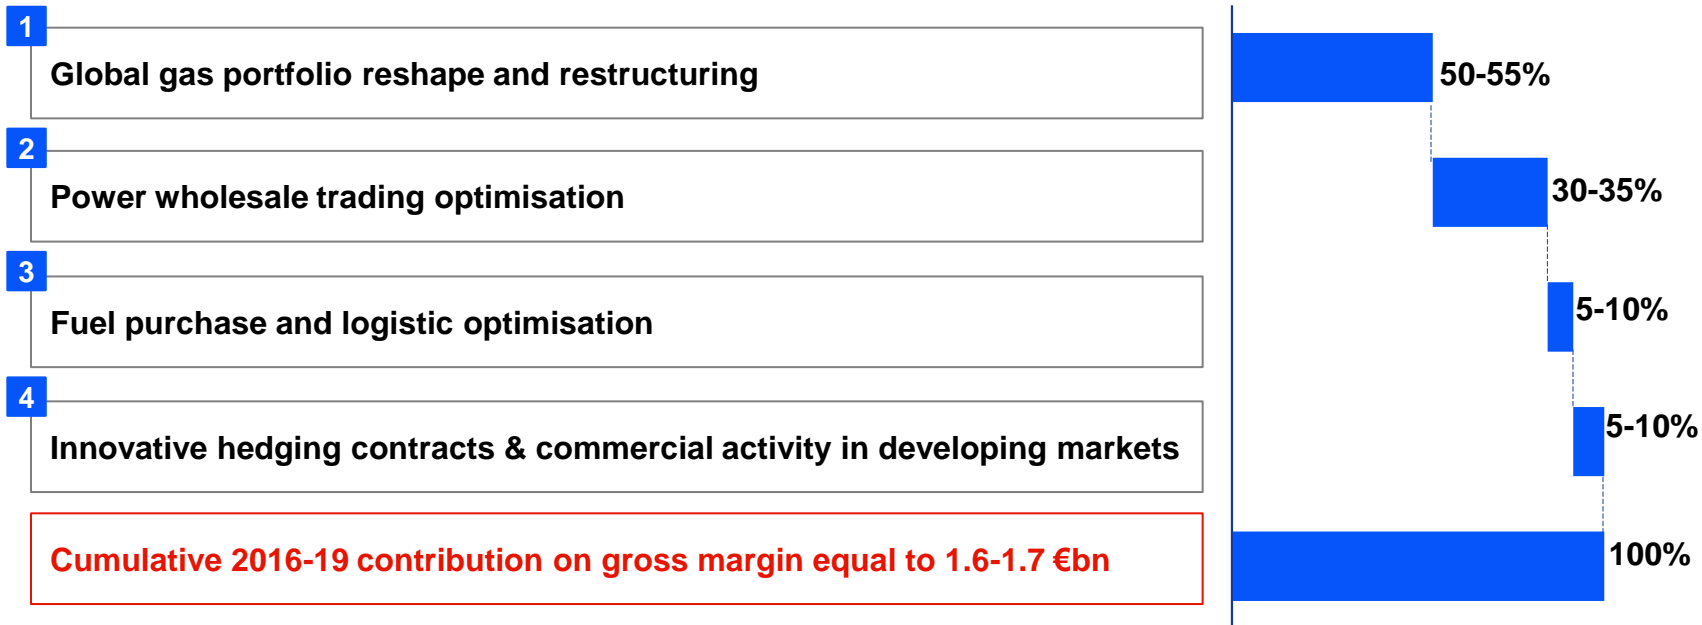 1
Global gas portfolio reshape and restructuring
50-55%
2
Power wholesale trading optimisation
30-35%
3
Fuel purchase and logistic optimisation
5-10%
4
Innovative hedging contracts & commercial activity in developing markets
5-10%
Cumulative 2016-19 contribution on gross margin equal to 1.6-1.7 €bn
100%